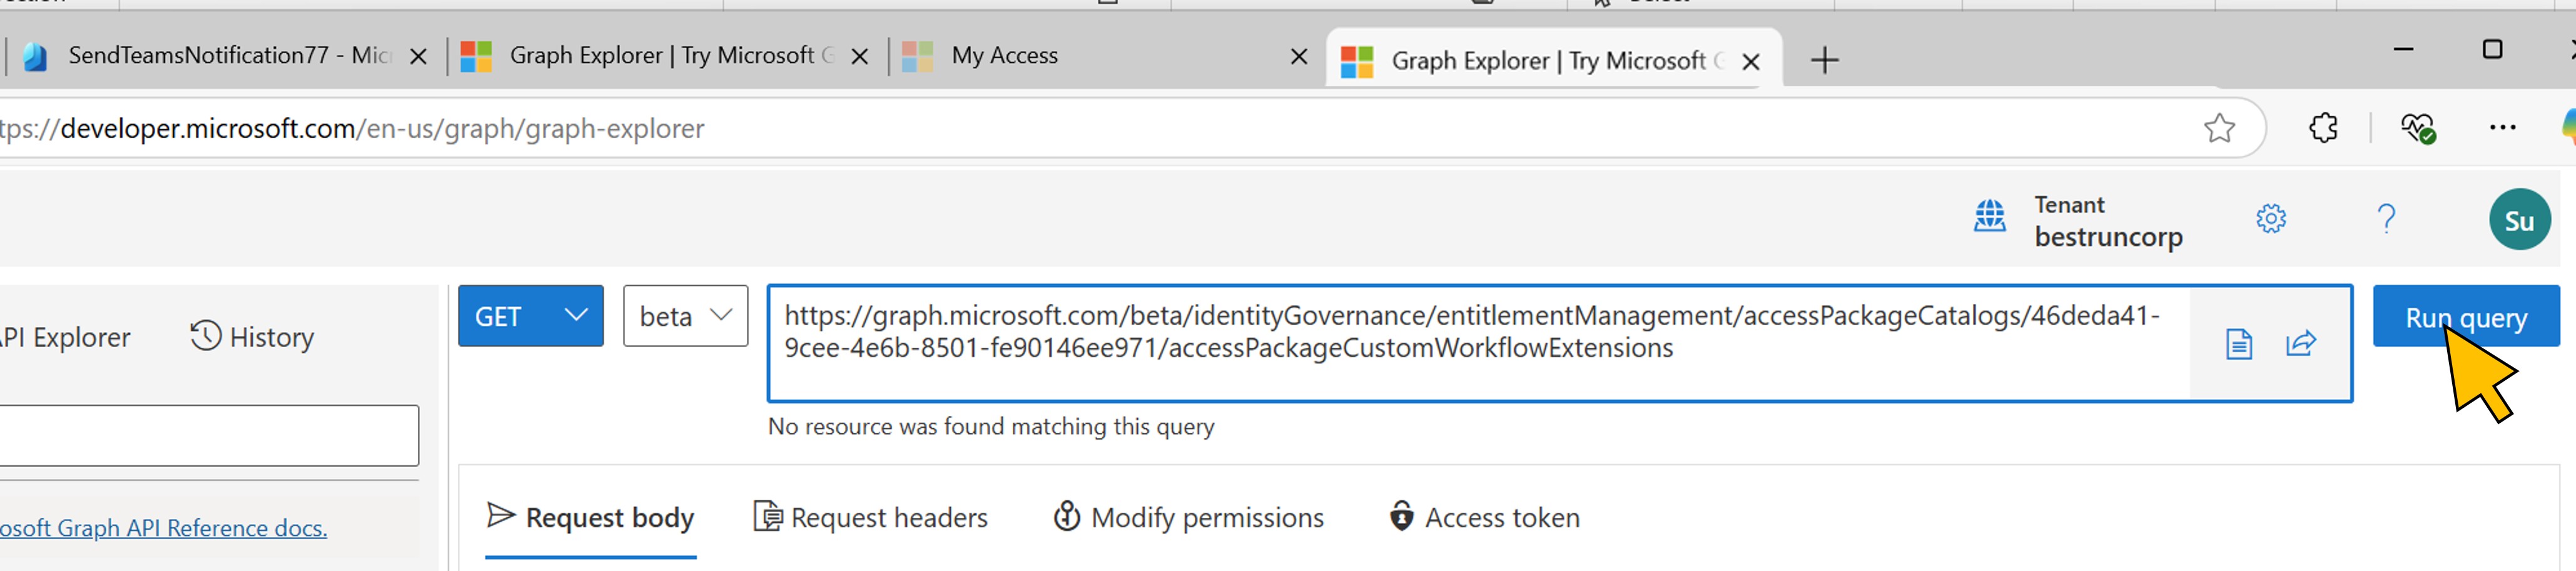 SendTeamsNotification77 - Mic
Graph Explorer | Try Microsoft G
My Access
Graph Explorer | Try Microsoft G
tps://developer.microsoft.com/en-us/graph/graph-explorer
Tenant
bestruncorp
Su
API Explorer
History
GET
beta
https://graph.microsoft.com/beta/identityGovernance/entitlementManagement/accessPackageCatalogs/46deda41-
9cee-4e6b-8501-fe90146ee971/accessPackageCustomWorkflowExtensions
Run query
No resource was found matching this query
Request body
Request headers
Modify permissions
Access token
osoft Graph API Reference docs.